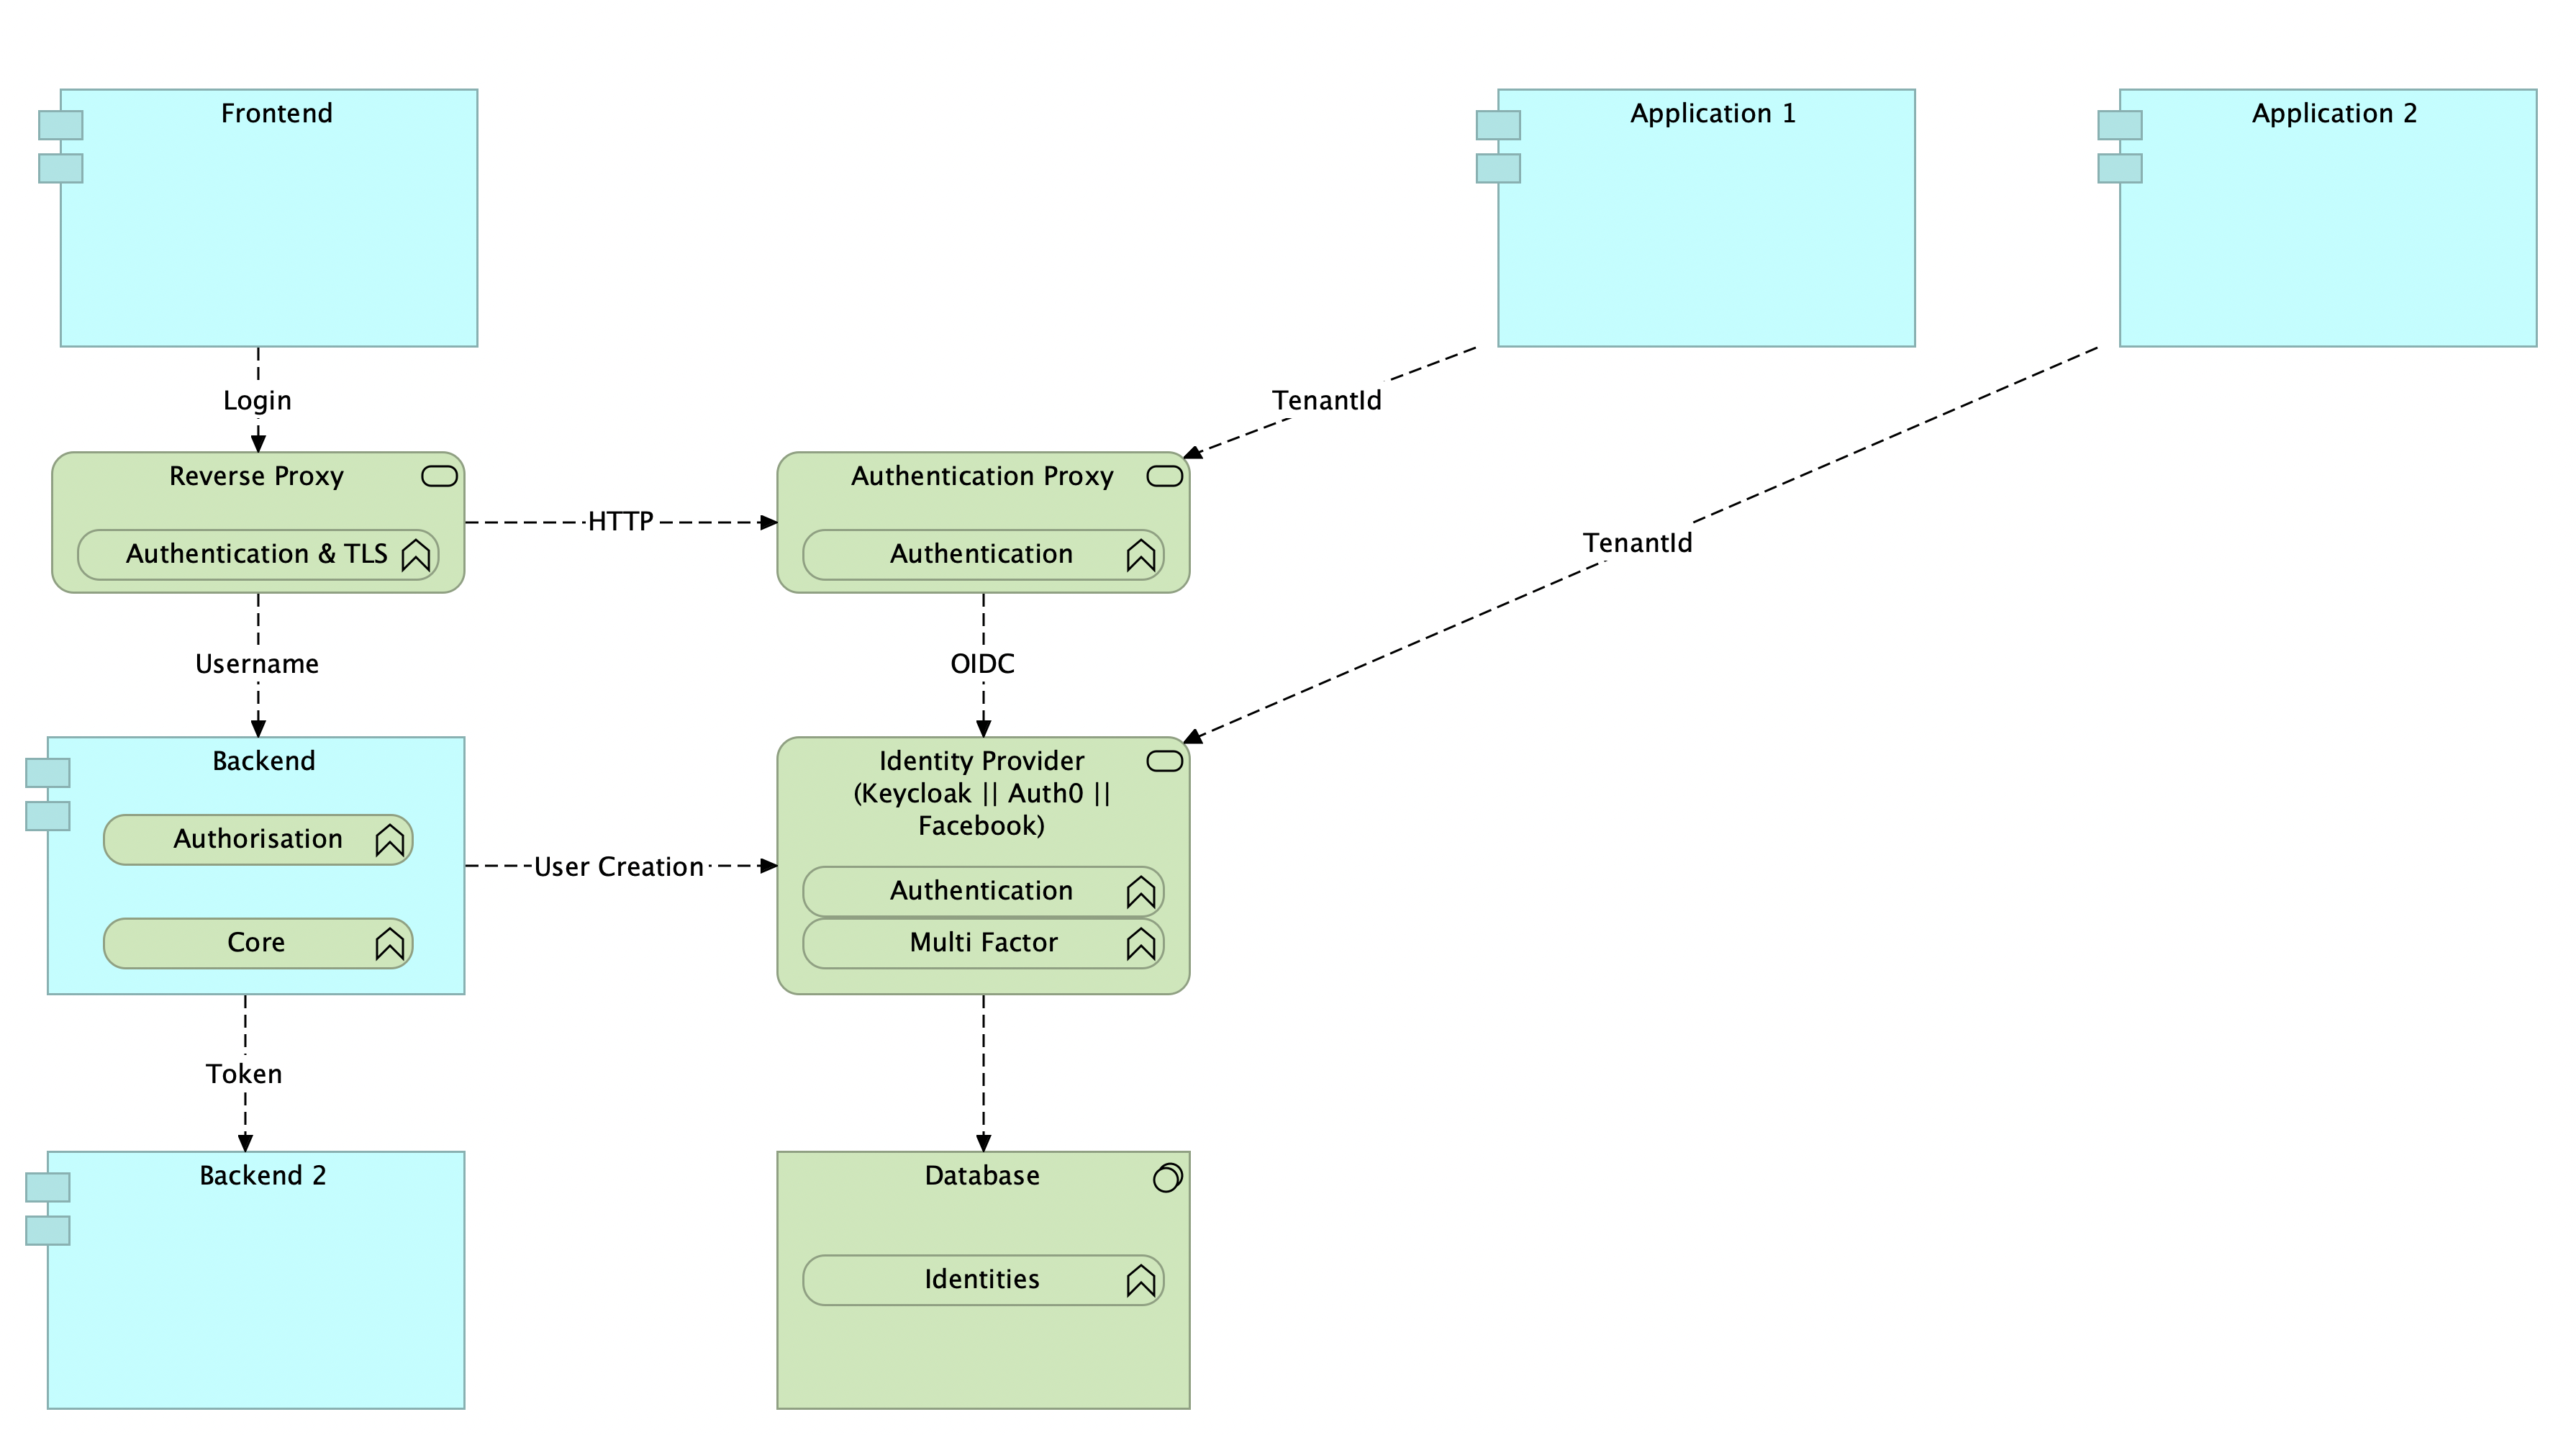 Frontend
Application 1
Application 2
Login
TenantId
Reverse Proxy
Authentication & TLS
HTTP
Authentication Proxy
Authentication
TenantId
Username
OIDC
Backend
Authorisation
Core
User Creation
Identity Provider
(Keycloak || Auth0 ||
Facebook)
Authentication
Multi Factor
Token
Backend 2
Database
Identities